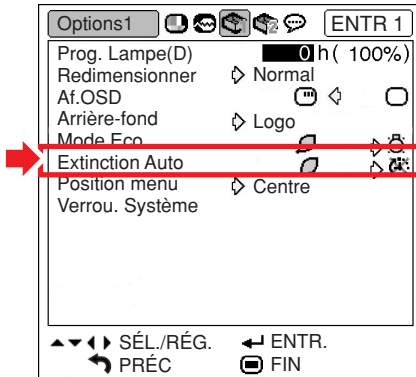 Options1 ENTR 1
Prog. Lampe(D) 0 h ( 100%)
Redimensionner Normal
Af.OSD
Arrière-fond Logo
Mode Eco
Extinction Auto
Position menu Centre
Verrou. Système
SÉL./RÉG. ENTR.
PRÉC FIN